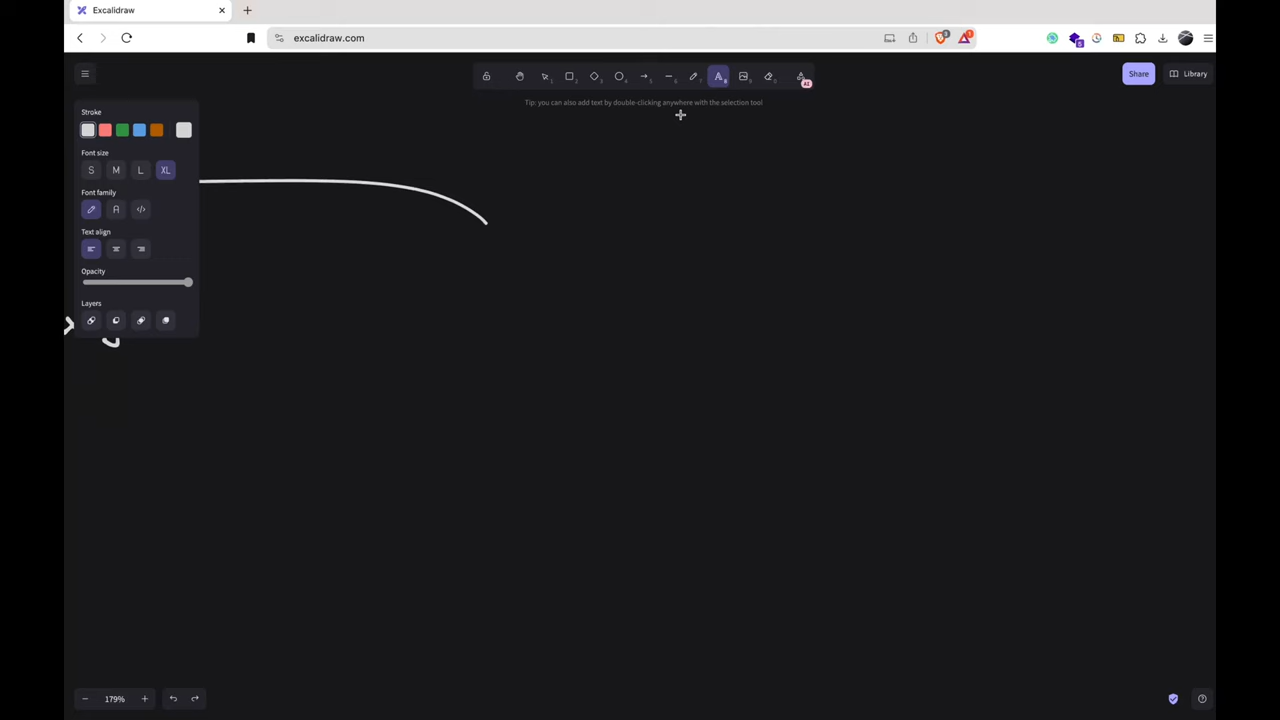 Excalidraw
excalidraw.com
Share
Library
Tip: you can also add text by double-clicking anywhere with the selection tool
Stroke
Font size
S M L XL
Font family
Text align
Opacity
Layers
179%